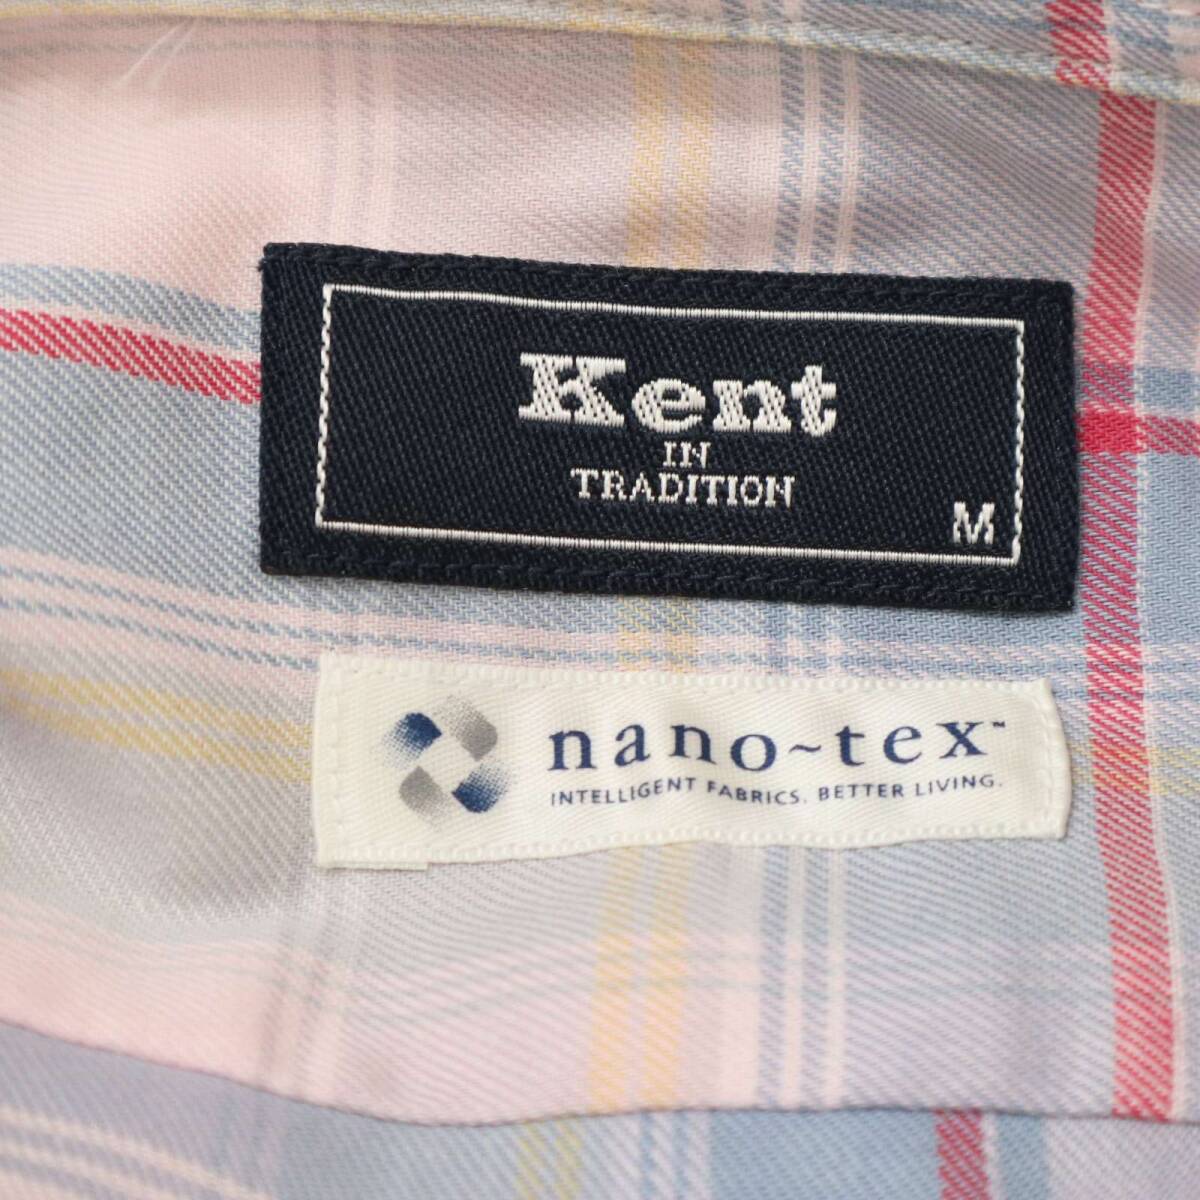 Kent
IN
TRADITION
M
nano~tex™
INTELLIGENT FABRICS. BETTER LIVING.